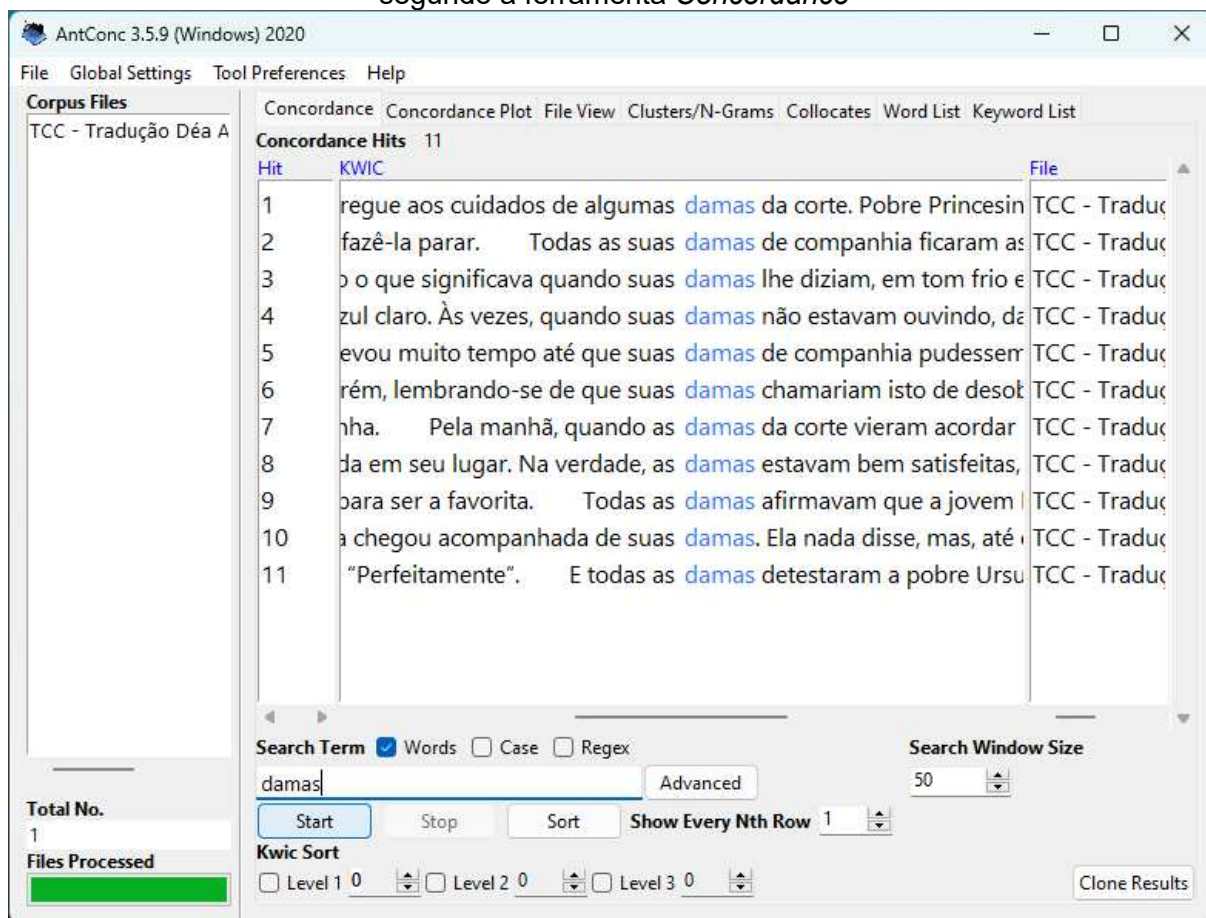 segundo a ferramenta Concordance
AntConc 3.5.9 (Windows) 2020
File Global Settings Tool Preferences Help
Corpus Files
TCC - Tradução Déa A
Concordance Concordance Plot File View Clusters/N-Grams Collocates Word List Keyword List
Concordance Hits 11
Hit KWIC File
1 regue aos cuidados de algumas damas da corte. Pobre Princesin TCC - Traduç
2 fazê-la parar. Todas as suas damas de companhia ficaram as TCC - Traduç
3 o o que significava quando suas damas lhe diziam, em tom frio e TCC - Traduç
4 zul claro. Às vezes, quando suas damas não estavam ouvindo, da TCC - Traduç
5 evou muito tempo até que suas damas de companhia pudessem TCC - Traduç
6 rém, lembrando-se de que suas damas chamariam isto de desob TCC - Traduç
7 nha. Pela manhã, quando as damas da corte vieram acordar TCC - Traduç
8 da em seu lugar. Na verdade, as damas estavam bem satisfeitas, TCC - Traduç
9 para ser a favorita. Todas as damas afirmavam que a jovem TCC - Traduç
10 a chegou acompanhada de suas damas. Ela nada disse, mas, até TCC - Traduç
11 "Perfeitamente". E todas as damas detestaram a pobre Ursu TCC - Traduç
Search Term Words Case Regex Search Window Size
damas Advanced 50
Total No.
1
Start Stop Sort Show Every Nth Row 1
Files Processed
Kwic Sort
Level 1 0 Level 2 0 Level 3 0 Clone Results